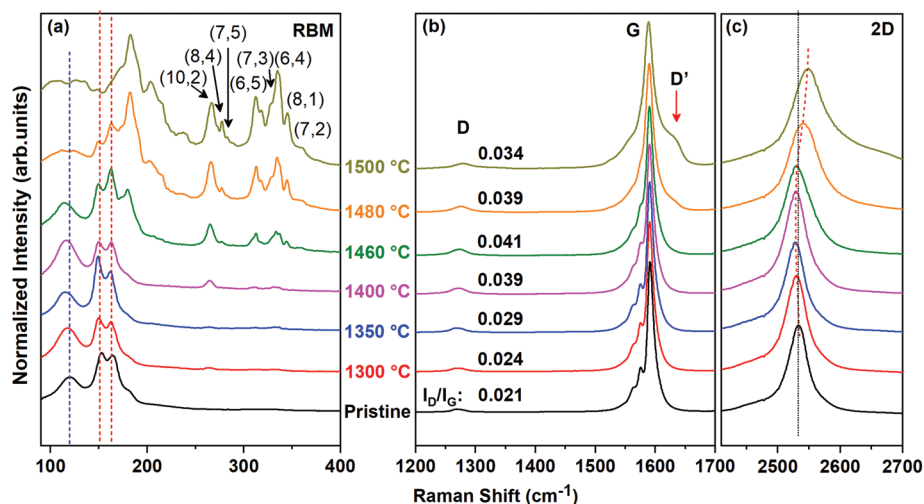 (a)
RBM
(7,5)
(8,4)
(7,3)
(6,4)
(10,2)
(6,5)
(8,1)
(7,2)
1500 °C
1480 °C
1460 °C
1400 °C
1350 °C
1300 °C
Pristine
Normalized Intensity (arb.units)
100
200
300
400
(b)
G
D'
D
0.034
0.039
0.041
0.039
0.029
0.024
I_D/I_G: 0.021
1200
1300
1400
1500
1600
1700
(c)
2D
2500
2600
2700
Raman Shift (cm⁻¹)